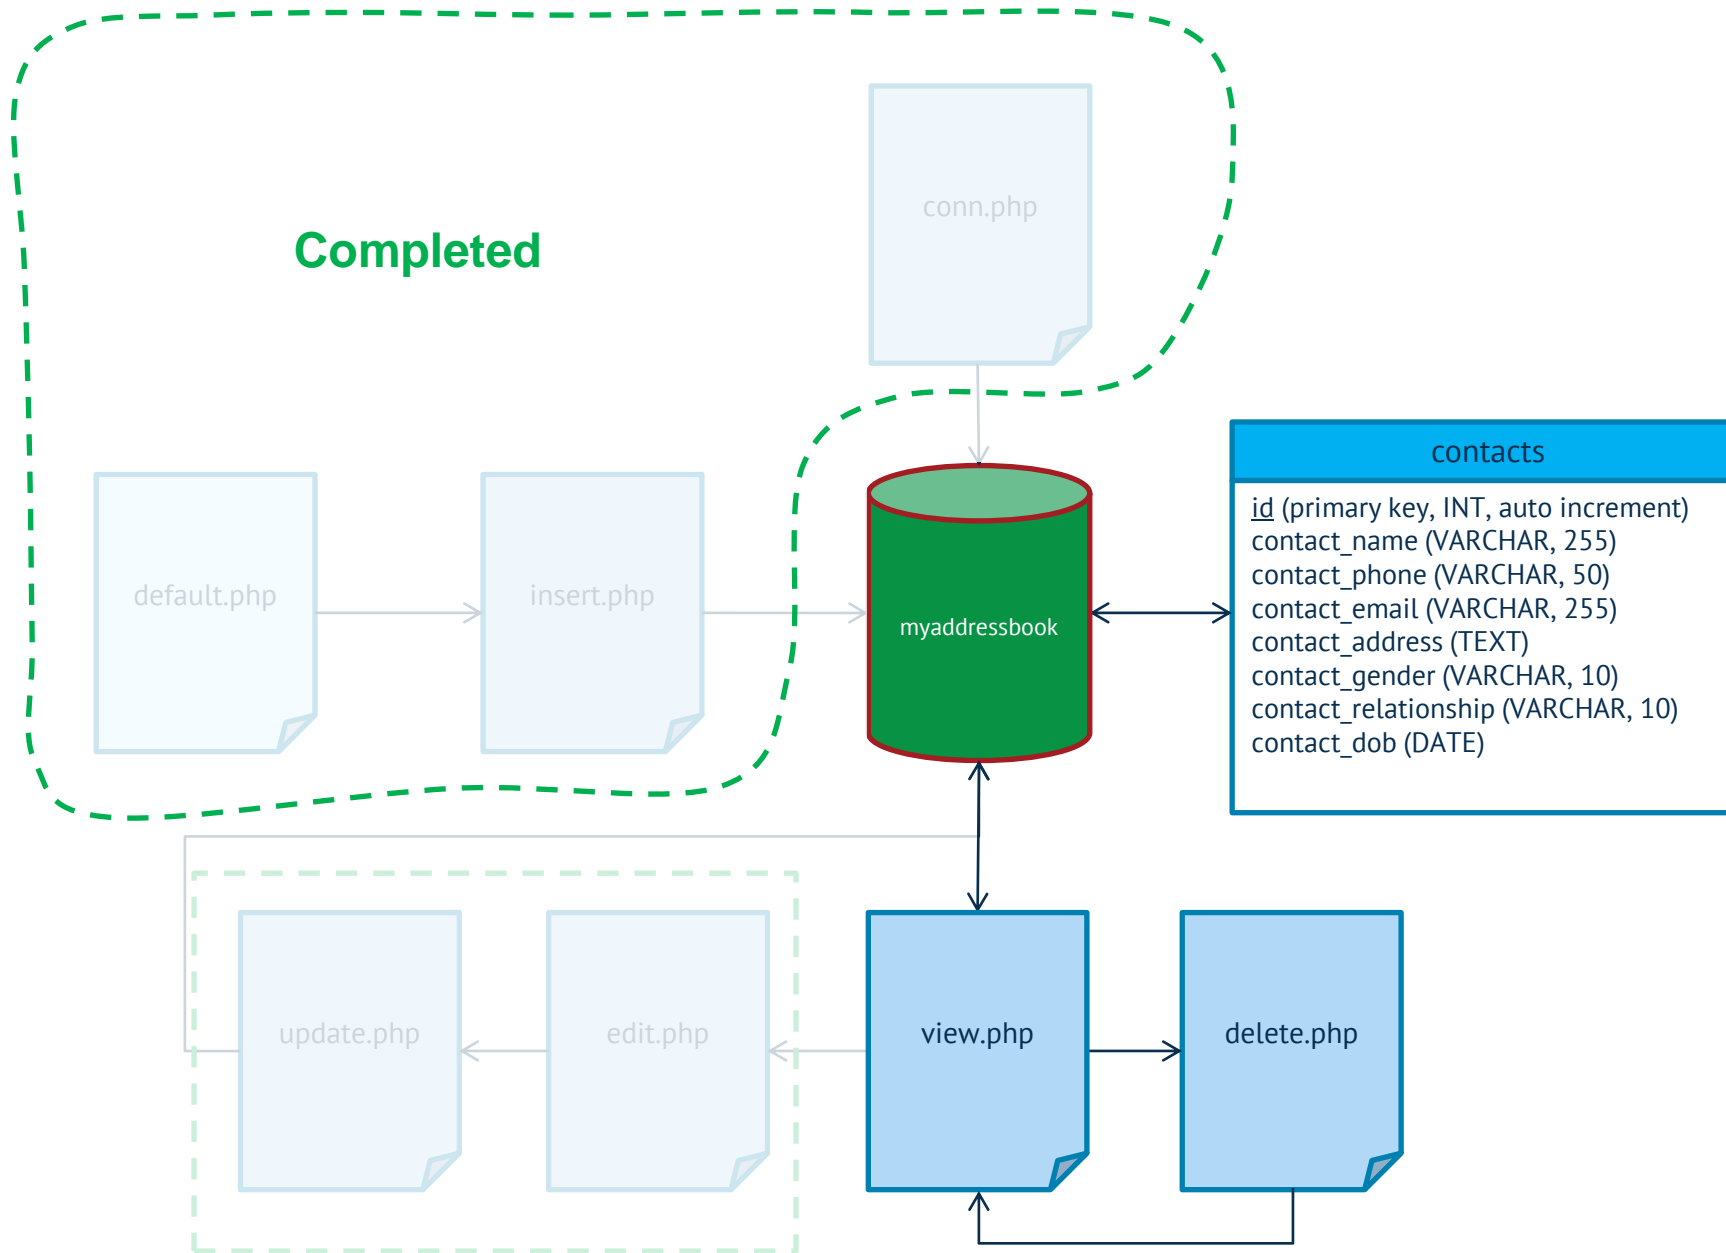 conn.php
Completed
contacts
id (primary key, INT, auto increment)
contact_name (VARCHAR, 255)
contact_phone (VARCHAR, 50)
contact_email (VARCHAR, 255)
contact_address (TEXT)
contact_gender (VARCHAR, 10)
contact_relationship (VARCHAR, 10)
contact_dob (DATE)
default.php
insert.php
myaddressbook
update.php
edit.php
view.php
delete.php